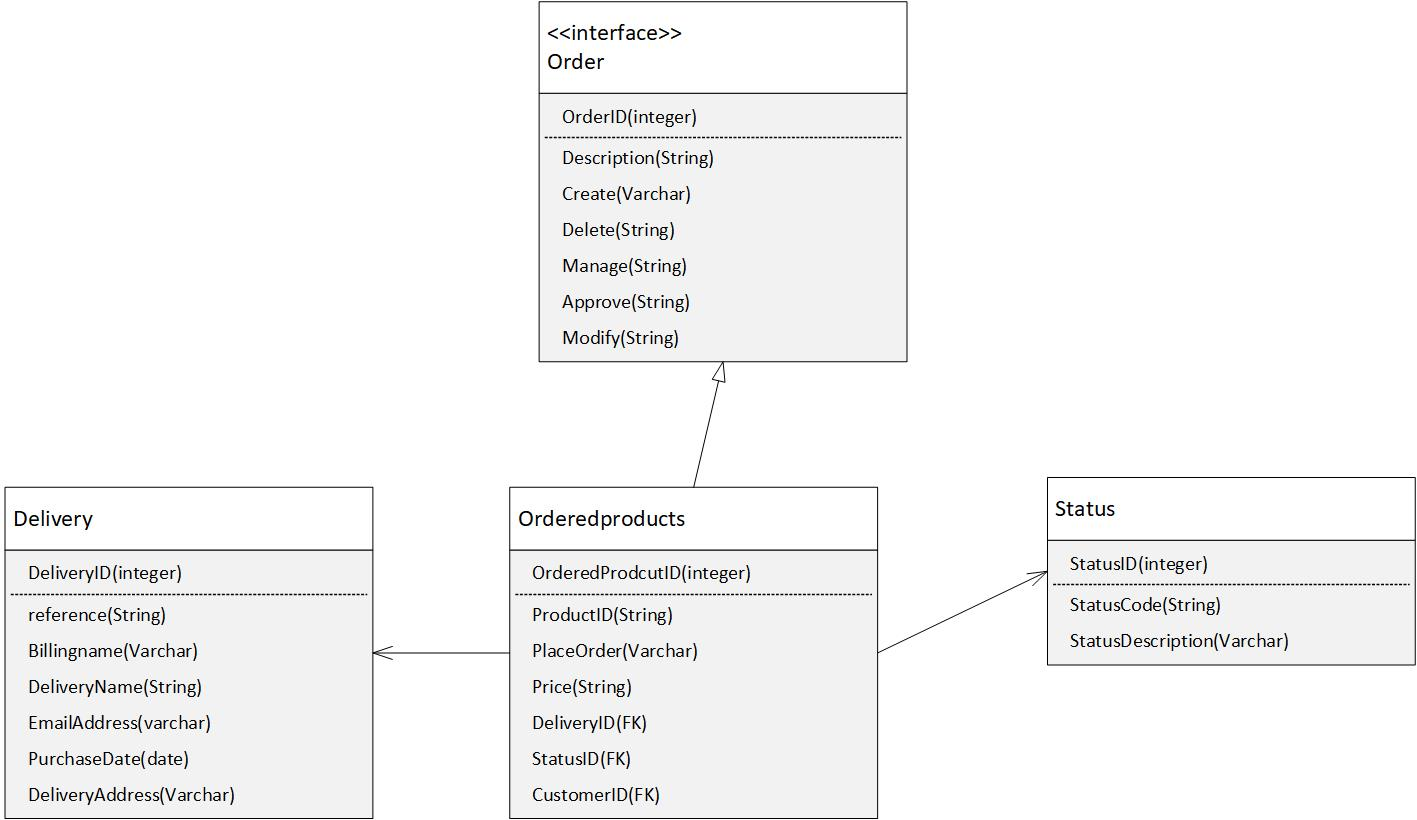 <<interface>>
Order
OrderID(integer)
Description(String)
Create(Varchar)
Delete(String)
Manage(String)
Approve(String)
Modify(String)
Delivery
DeliveryID(integer)
reference(String)
Billingname(Varchar)
DeliveryName(String)
EmailAddress(varchar)
PurchaseDate(date)
DeliveryAddress(Varchar)
Orderedproducts
OrderedProdcutID(integer)
ProductID(String)
PlaceOrder(Varchar)
Price(String)
DeliveryID(FK)
StatusID(FK)
CustomerID(FK)
Status
StatusID(integer)
StatusCode(String)
StatusDescription(Varchar)